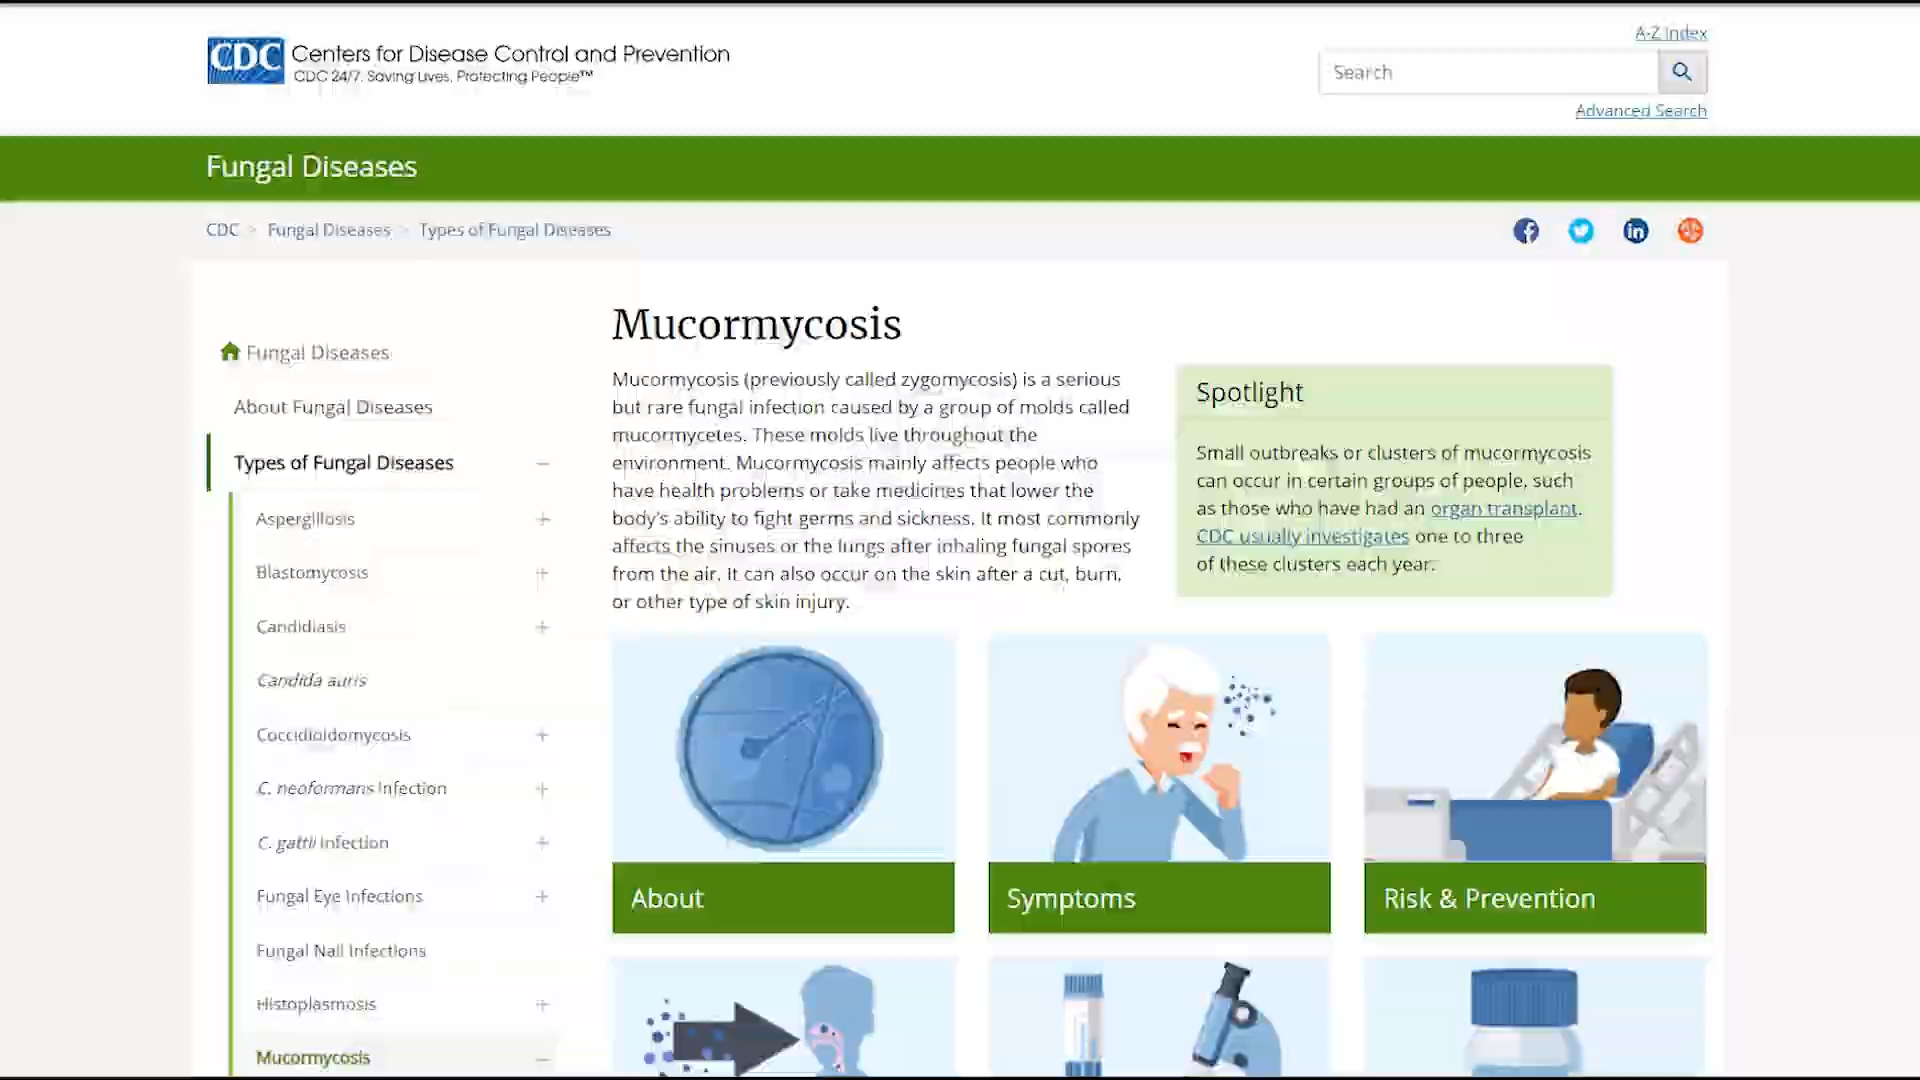 A-Z Index
CDC Centers for Disease Control and Prevention
CDC 24/7. Saving Lives. Protecting People™
Search
Advanced Search
Fungal Diseases
CDC > Fungal Diseases > Types of Fungal Diseases
Fungal Diseases
About Fungal Diseases
Types of Fungal Diseases −
Aspergillosis +
Blastomycosis +
Candidiasis +
Candida auris
Coccidioidomycosis +
C. neoformans Infection +
C. gattii Infection +
Fungal Eye Infections +
Fungal Nail Infections
Histoplasmosis +
Mucormycosis −
Mucormycosis
Mucormycosis (previously called zygomycosis) is a serious
but rare fungal infection caused by a group of molds called
mucormycetes. These molds live throughout the
environment. Mucormycosis mainly affects people who
have health problems or take medicines that lower the
body's ability to fight germs and sickness. It most commonly
affects the sinuses or the lungs after inhaling fungal spores
from the air. It can also occur on the skin after a cut, burn,
or other type of skin injury.
Spotlight
Small outbreaks or clusters of mucormycosis
can occur in certain groups of people, such
as those who have had an organ transplant.
CDC usually investigates one to three
of these clusters each year.
About
Symptoms
Risk & Prevention